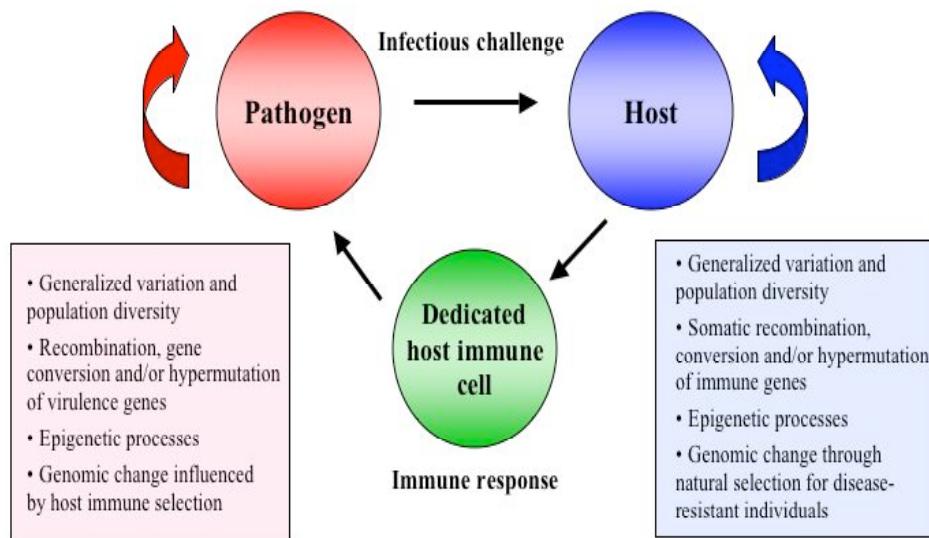 Infectious challenge
Pathogen
Host
Dedicated
host immune
cell
Immune response
• Generalized variation and
population diversity
• Recombination, gene
conversion and/or hypermutation
of virulence genes
• Epigenetic processes
• Genomic change influenced
by host immune selection
• Generalized variation and
population diversity
• Somatic recombination,
conversion and/or hypermutation
of immune genes
• Epigenetic processes
• Genomic change through
natural selection for disease-
resistant individuals